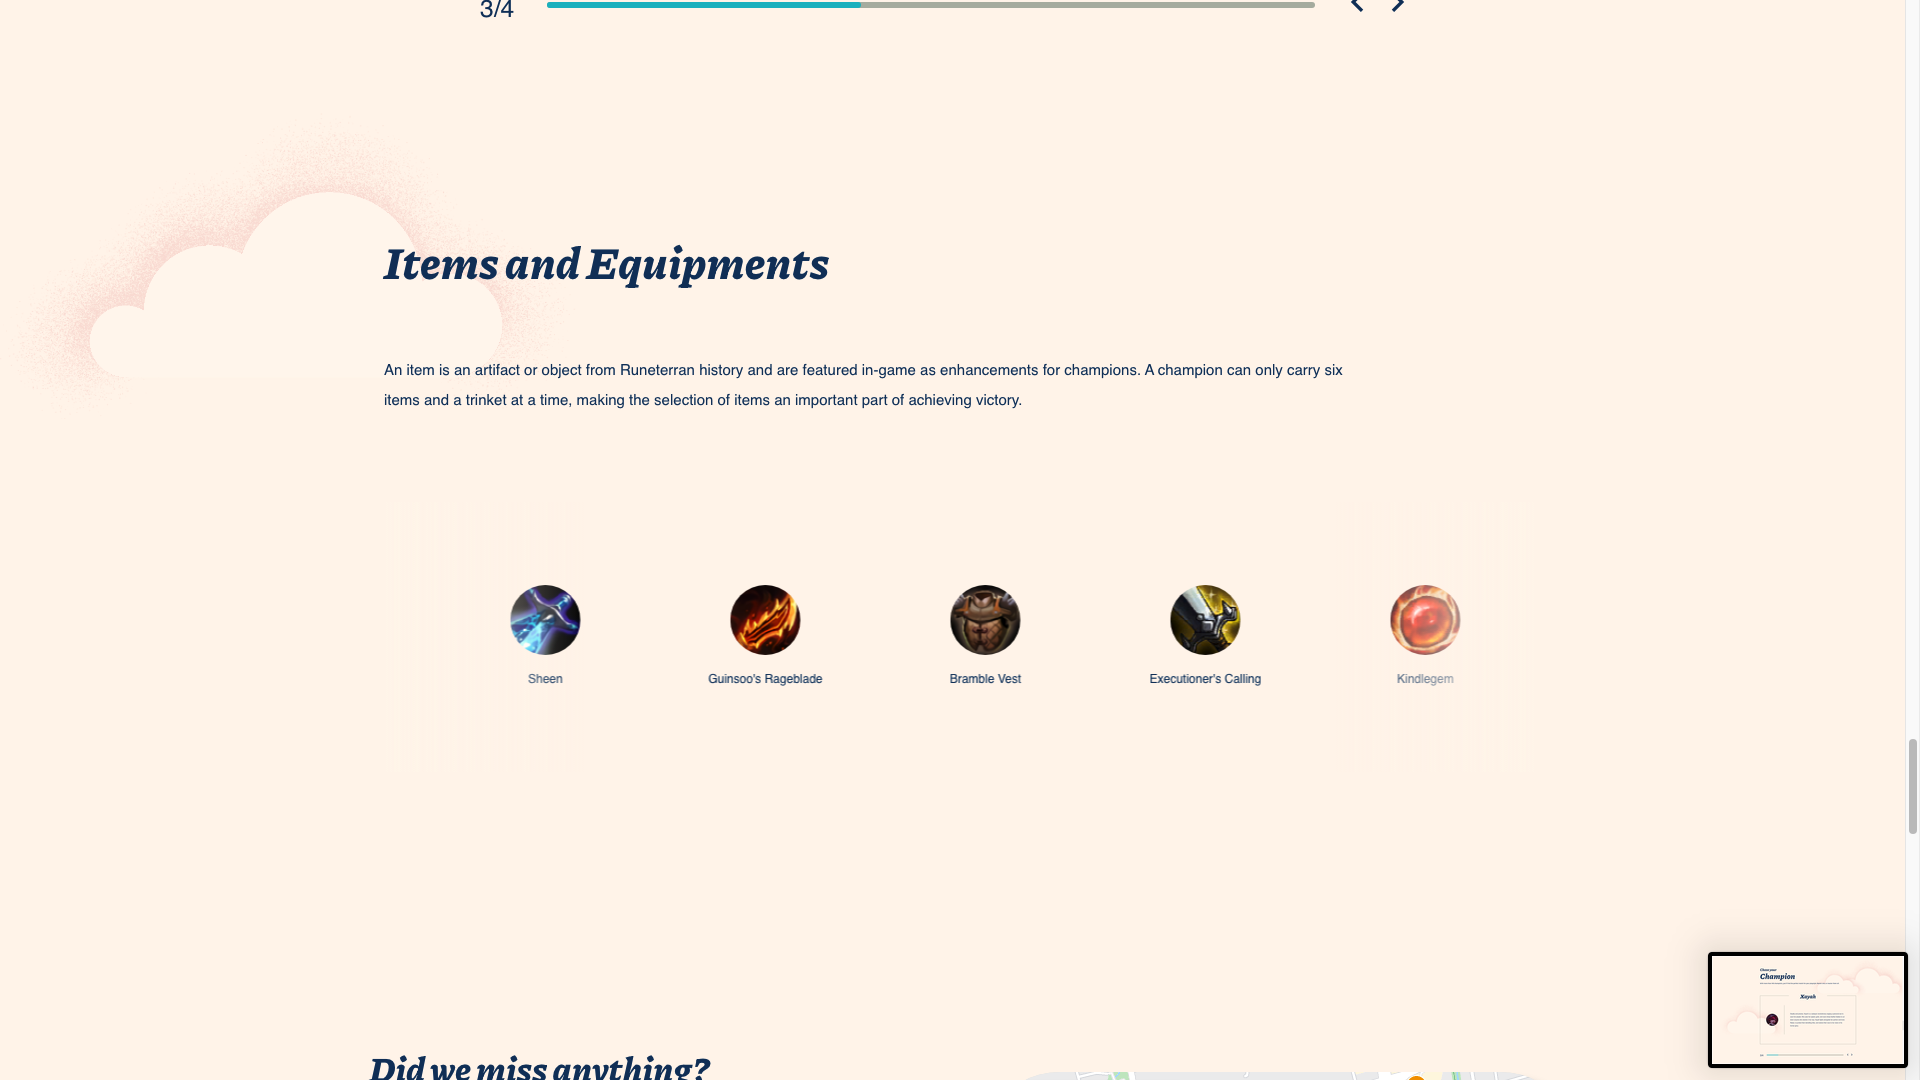 3/4
Items and Equipments
An item is an artifact or object from Runeterran history and are featured in-game as enhancements for champions. A champion can only carry six
items and a trinket at a time, making the selection of items an important part of achieving victory.
Sheen
Guinsoo's Rageblade
Bramble Vest
Executioner's Calling
Kindlegem
Did we miss anything?
Champion
Xayah